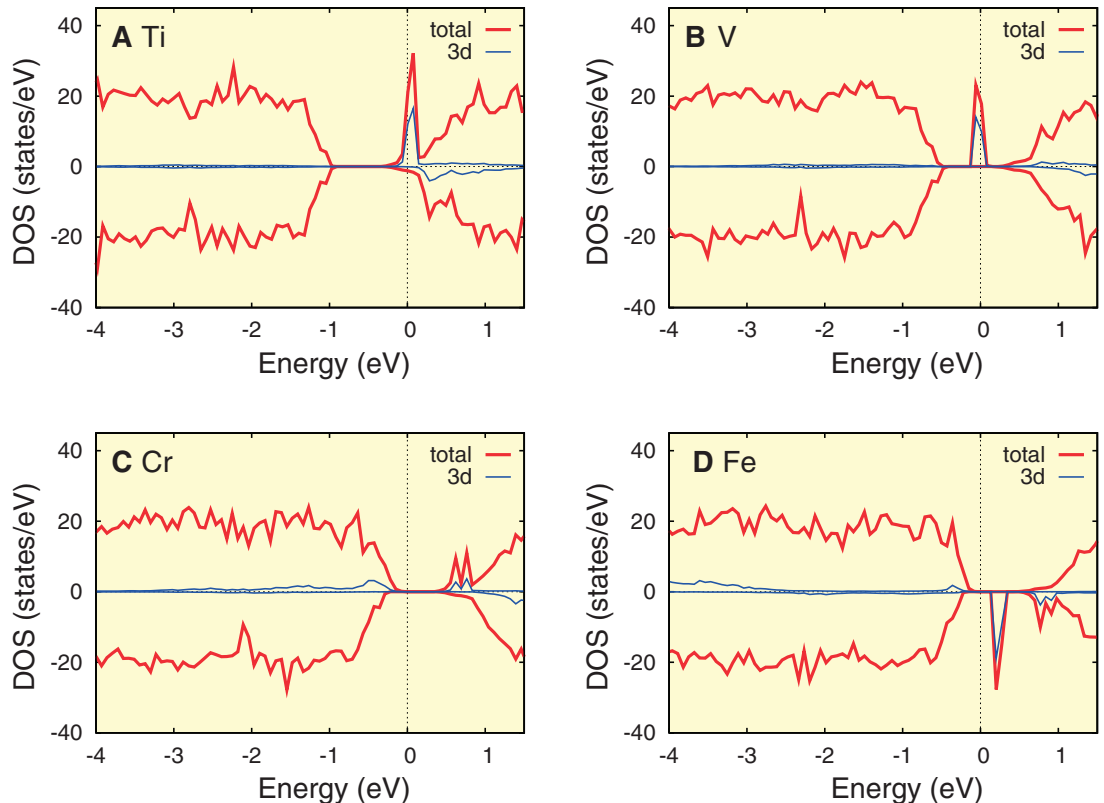 A Ti
total
3d
DOS (states/eV)
40
20
0
-20
-40
-4 -3 -2 -1 0 1
Energy (eV)
B V
total
3d
DOS (states/eV)
40
20
0
-20
-40
-4 -3 -2 -1 0 1
Energy (eV)
C Cr
total
3d
DOS (states/eV)
40
20
0
-20
-40
-4 -3 -2 -1 0 1
Energy (eV)
D Fe
total
3d
DOS (states/eV)
40
20
0
-20
-40
-4 -3 -2 -1 0 1
Energy (eV)